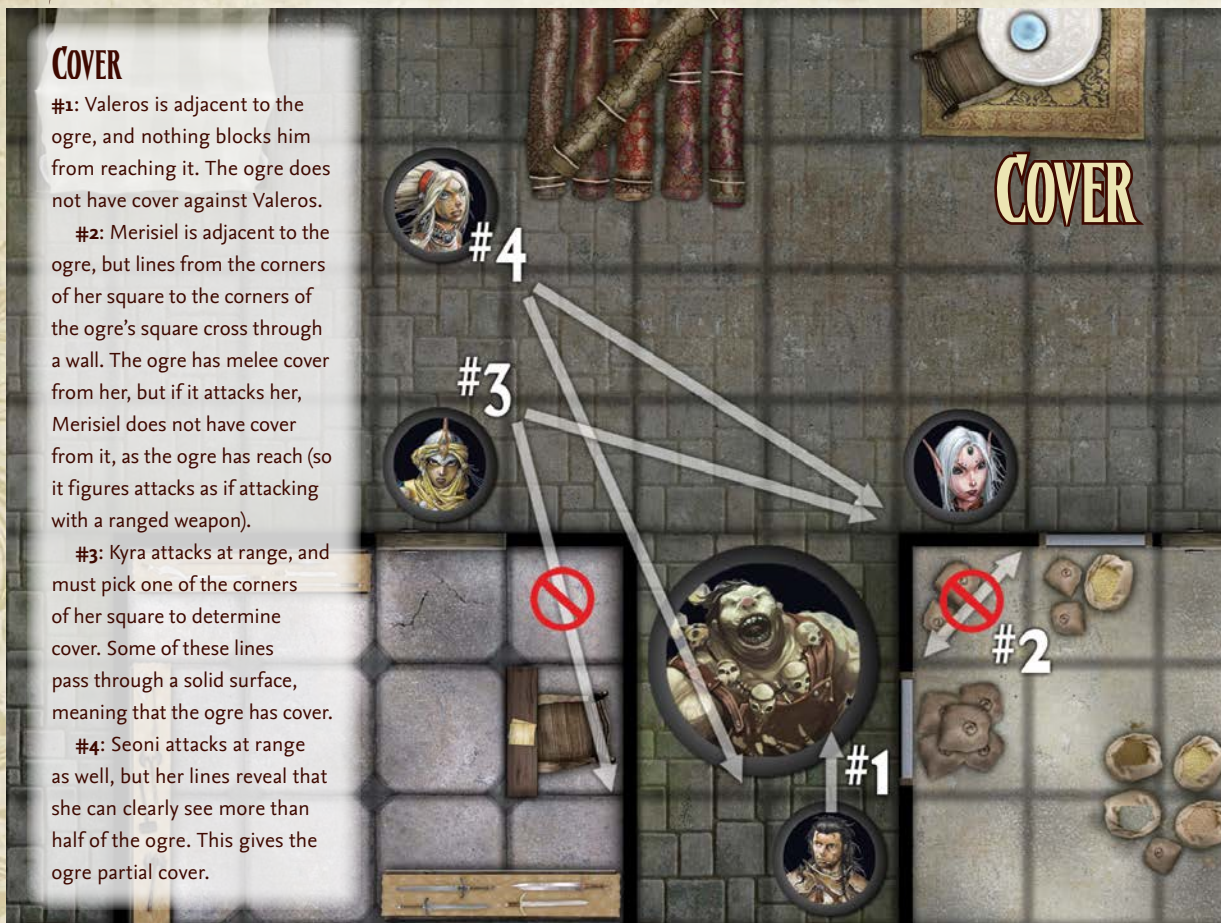 COVER
#1: Valeros is adjacent to the
ogre, and nothing blocks him
from reaching it. The ogre does
not have cover against Valeros.
#2: Merisiel is adjacent to the
ogre, but lines from the corners
of her square to the corners of
the ogre's square cross through
a wall. The ogre has melee cover
from her, but if it attacks her,
Merisiel does not have cover
from it, as the ogre has reach (so
it figures attacks as if attacking
with a ranged weapon).
#3: Kyra attacks at range, and
must pick one of the corners
of her square to determine
cover. Some of these lines
pass through a solid surface,
meaning that the ogre has cover.
#4: Seoni attacks at range
as well, but her lines reveal that
she can clearly see more than
half of the ogre. This gives the
ogre partial cover.
COVER
#4
#3
#2
#1